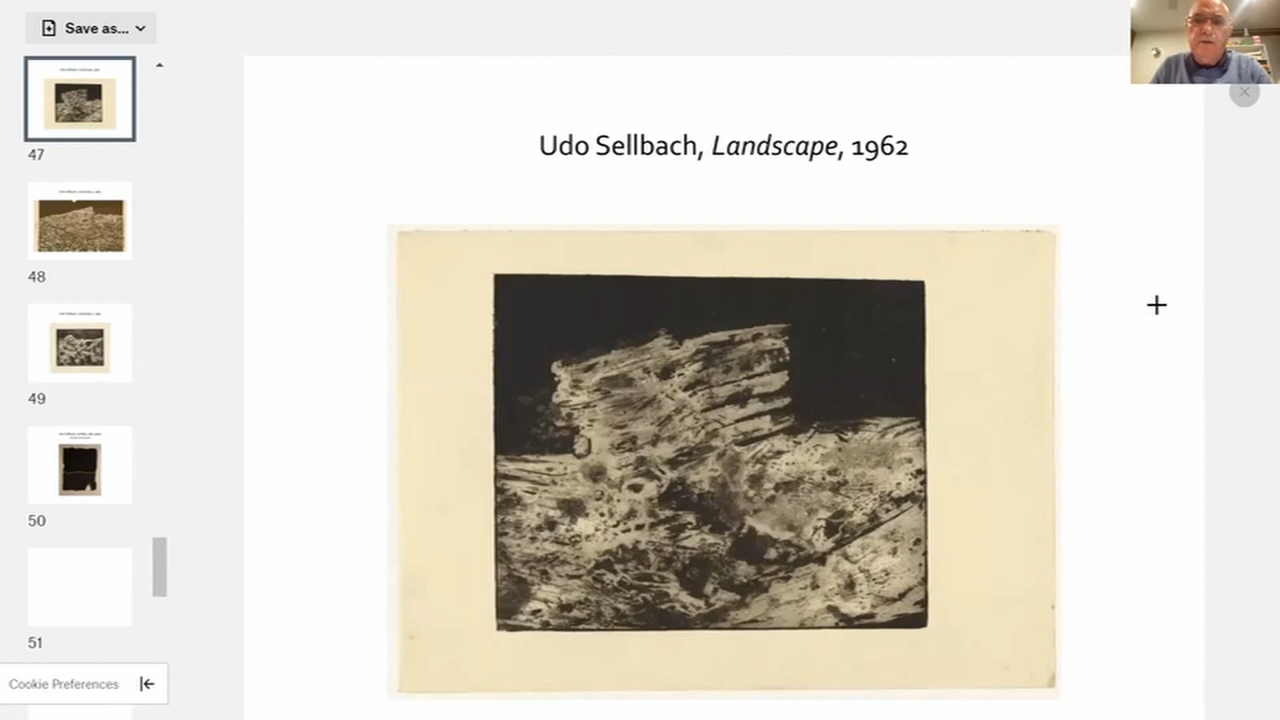 Save as...
Udo Sellbach, Landscape, 1962
47
48
49
50
51
Cookie Preferences